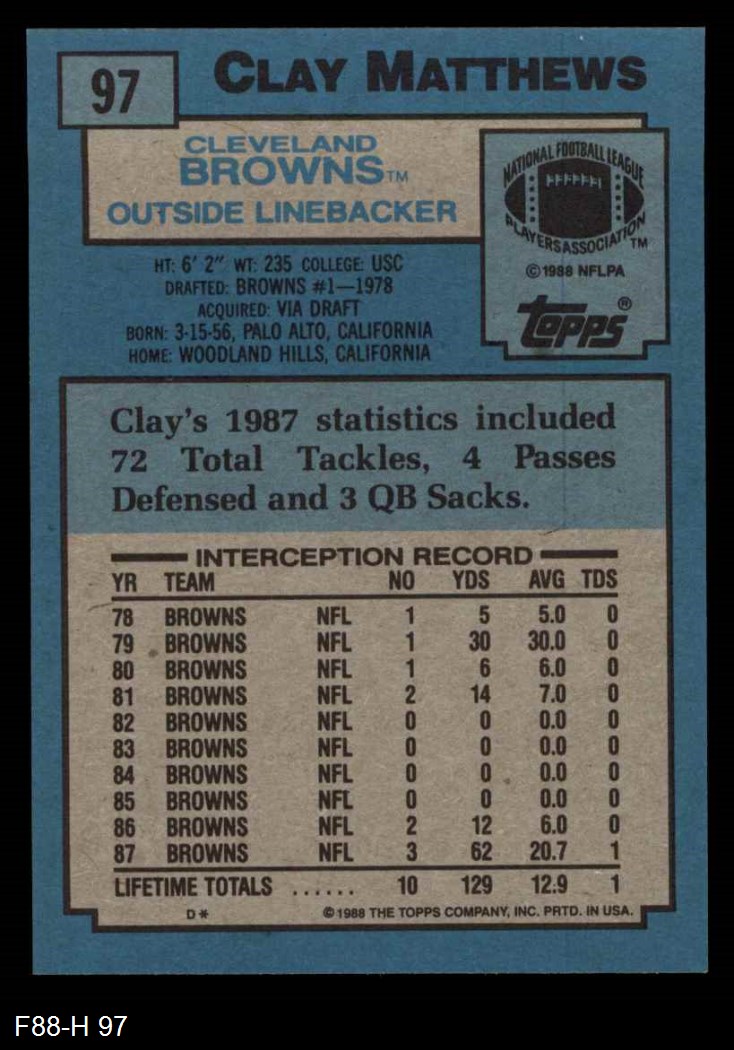 97
CLAY MATTHEWS
CLEVELAND
BROWNS™
OUTSIDE LINEBACKER
NATIONAL FOOTBALL LEAGUE
PLAYERS ASSOCIATION ™
©1988 NFLPA
topps®
HT: 6' 2" WT: 235 COLLEGE: USC
DRAFTED: BROWNS #1—1978
ACQUIRED: VIA DRAFT
BORN: 3-15-56, PALO ALTO, CALIFORNIA
HOME: WOODLAND HILLS, CALIFORNIA
Clay's 1987 statistics included
72 Total Tackles, 4 Passes
Defensed and 3 QB Sacks.
INTERCEPTION RECORD
YR TEAM NO YDS AVG TDS
78 BROWNS NFL 1 5 5.0 0
79 BROWNS NFL 1 30 30.0 0
80 BROWNS NFL 1 6 6.0 0
81 BROWNS NFL 2 14 7.0 0
82 BROWNS NFL 0 0 0.0 0
83 BROWNS NFL 0 0 0.0 0
84 BROWNS NFL 0 0 0.0 0
85 BROWNS NFL 0 0 0.0 0
86 BROWNS NFL 2 12 6.0 0
87 BROWNS NFL 3 62 20.7 1
LIFETIME TOTALS ...... 10 129 12.9 1
D* ©1988 THE TOPPS COMPANY, INC. PRTD. IN USA.
F88-H 97